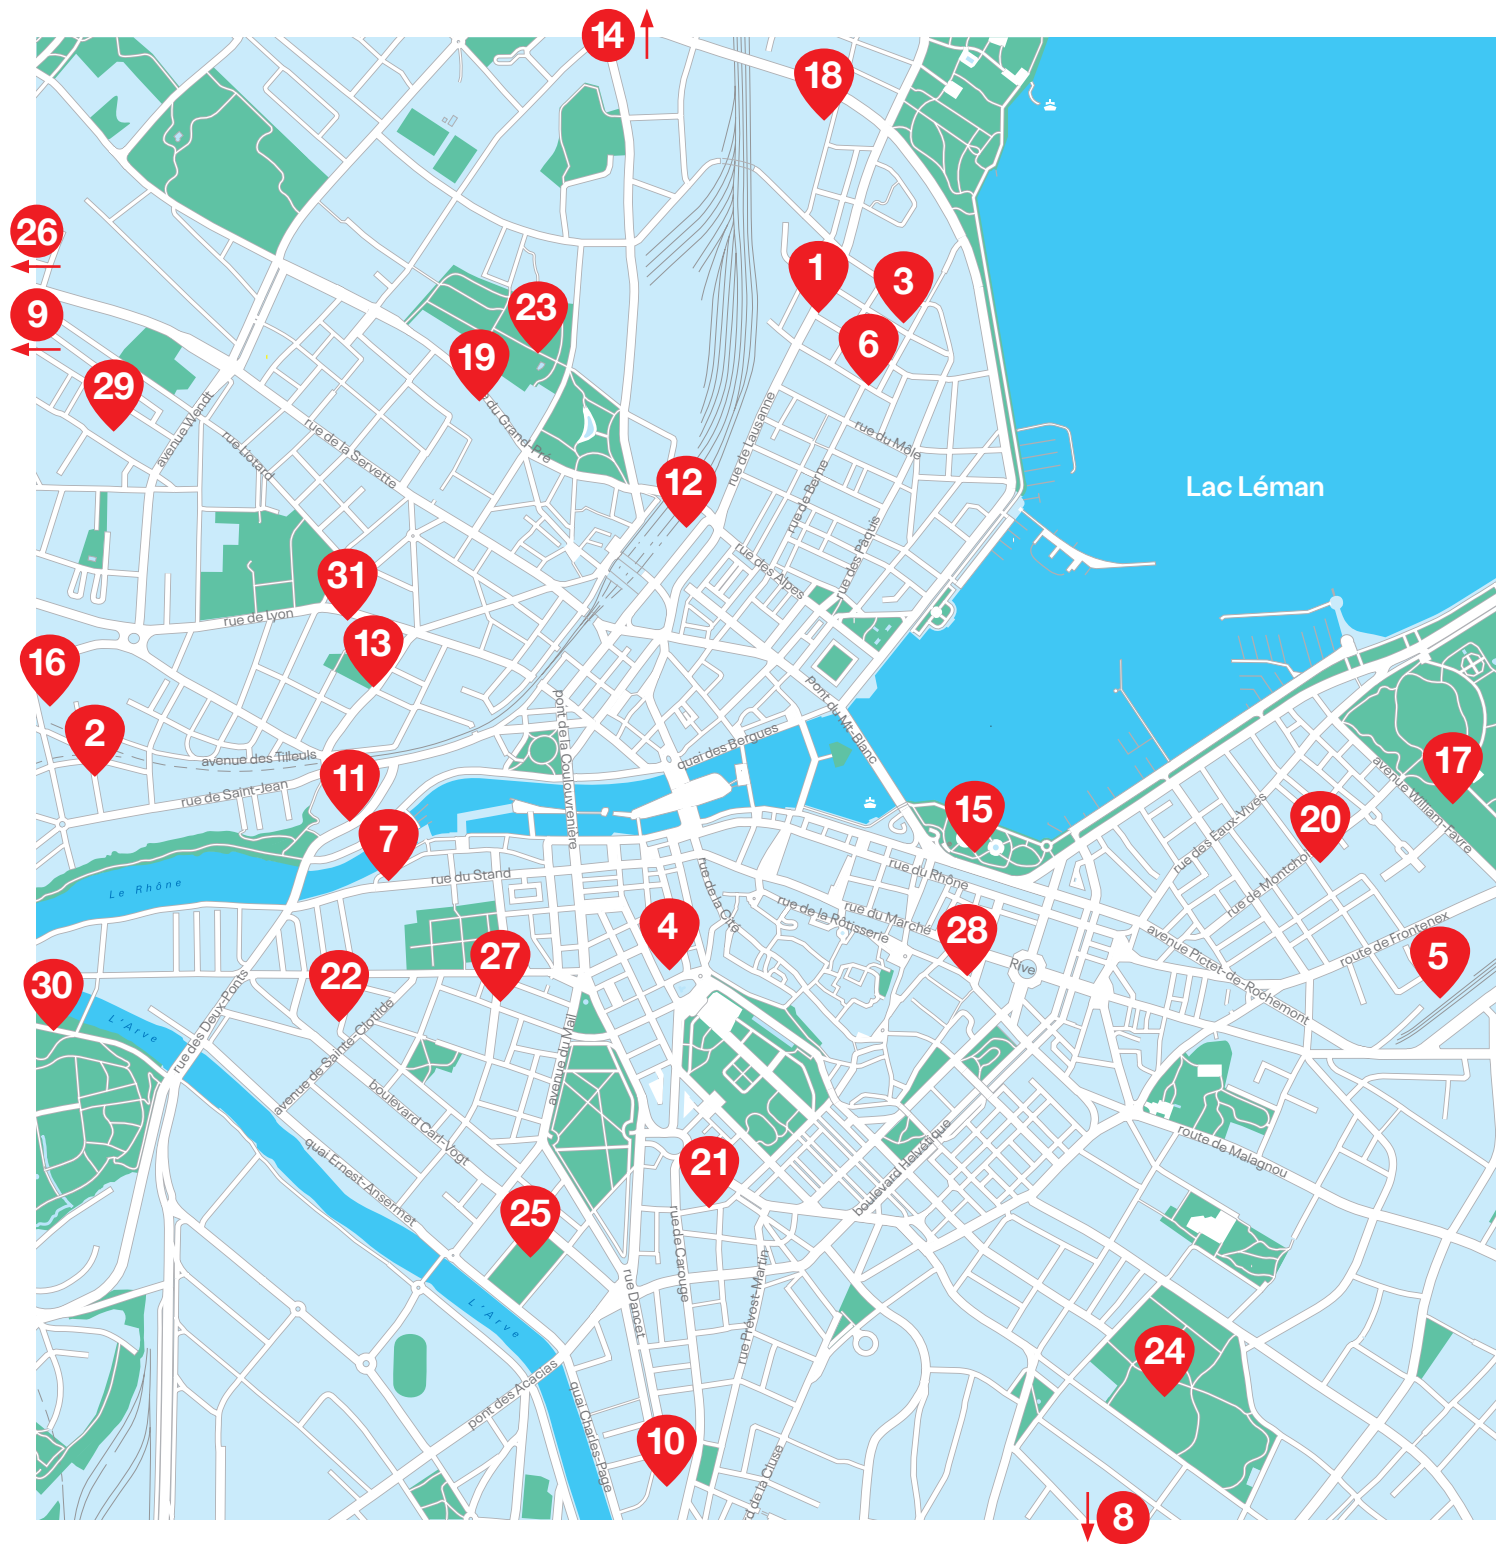 14
18
26
1
3
9
23
6
19
29
avenue Wendt
rue Liotard
rue de la Servette
du Grand-Pré
rue de Lausanne
rue du Môle
rue de Berne
12
Lac Léman
rue des Pâquis
rue des Alpes
31
rue de Lyon
13
16
2
avenue des Tilleuls
pont de la Coulouvrenière
quai des Bergues
pont du Mt-Blanc
11
rue de Saint-Jean
17
avenue William-Favre
15
20
7
rue des Eaux-Vives
rue de Montcho
Le Rhône
rue du Stand
rue de la Cité
rue du Rhône
rue du Marché
rue de la Rôtisserie
4
28
Rive
27
22
30
avenue Pictet-de-Rochemont
route de Frontenex
5
L'Arve
rue des Deux-Ponts
avenue de Sainte-Clotilde
avenue du Mail
boulevard Carl-Vogt
quai Ernest-Ansermet
21
boulevard Helvétique
route de Malagnou
25
rue de Carouge
rue Dancet
rue Prévost-Martin
L'Arve
24
pont des Acacias
quai Charles-Page
10
d de la Cluse
8